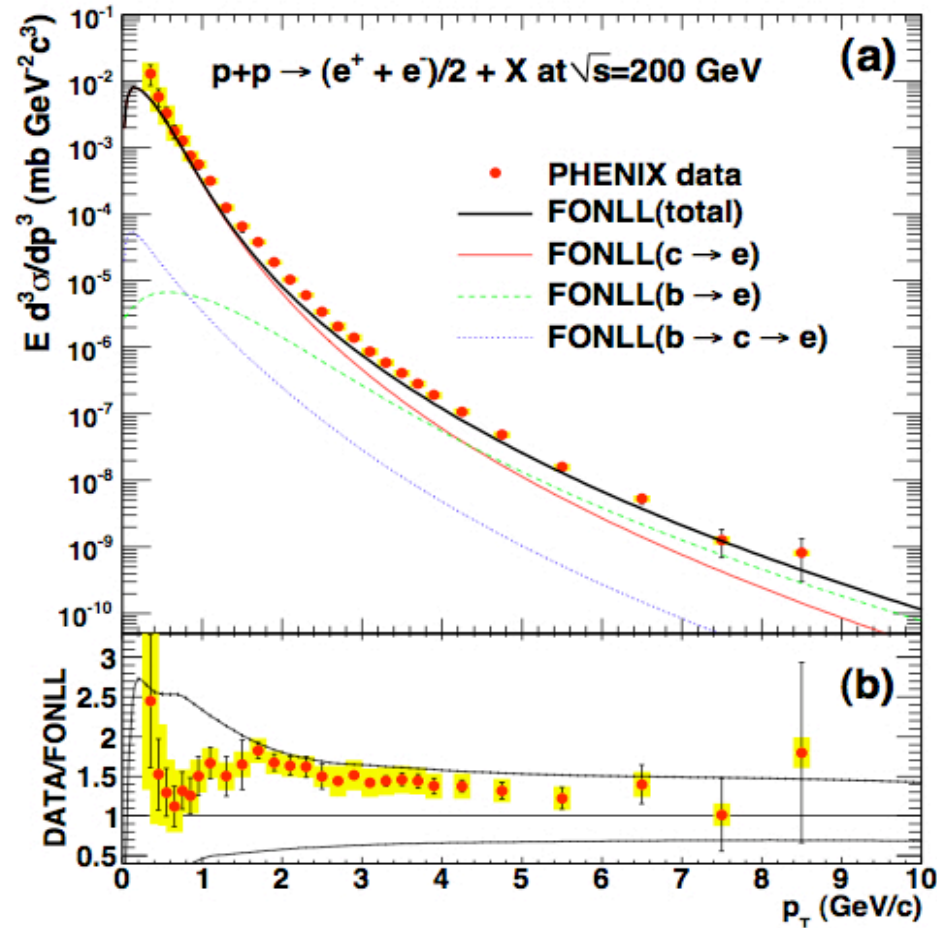 (a)
p+p → (e⁺ + e⁻)/2 + X at √s=200 GeV
E d³σ/dp³ (mb GeV⁻²c³)
10⁻¹
10⁻²
10⁻³
10⁻⁴
10⁻⁵
10⁻⁶
10⁻⁷
10⁻⁸
10⁻⁹
10⁻¹⁰
PHENIX data
FONLL(total)
FONLL(c → e)
FONLL(b → e)
FONLL(b → c → e)
(b)
DATA/FONLL
3
2.5
2
1.5
1
0.5
0 1 2 3 4 5 6 7 8 9 10
p_T (GeV/c)